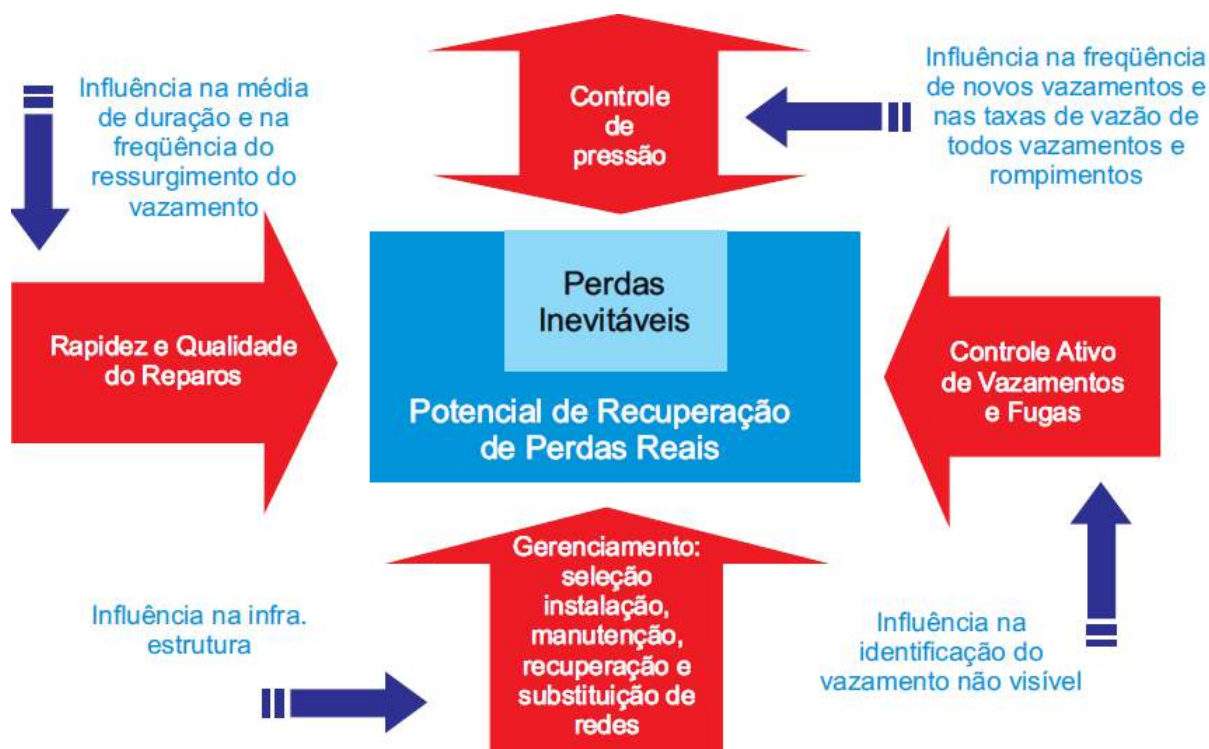 Influência na média
de duração e na
freqüência do
ressurgimento do
vazamento
Controle
de
pressão
Influência na freqüência
de novos vazamentos e
nas taxas de vazão de
todos vazamentos e
rompimentos
Rapidez e Qualidade
do Reparos
Perdas
Inevitáveis
Potencial de Recuperação
de Perdas Reais
Controle Ativo
de Vazamentos
e Fugas
Influência na infra.
estrutura
Gerenciamento:
seleção
instalação,
manutenção,
recuperação e
substituição de
redes
Influência na
identificação do
vazamento não visível